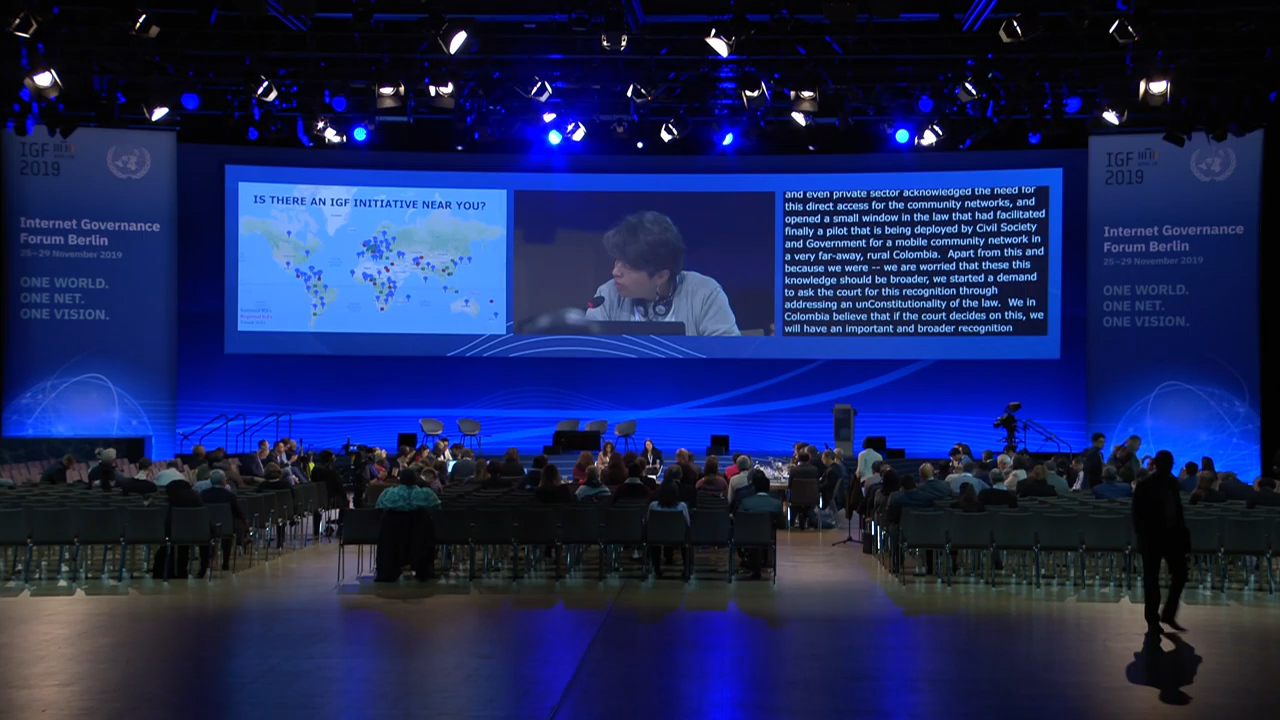 IGF
2019
Internet Governance
Forum Berlin
25–29 November 2019
ONE WORLD.
ONE NET.
ONE VISION.
IS THERE AN IGF INITIATIVE NEAR YOU?
and even private sector acknowledged the need for
this direct access for the community networks, and
opened a small window in the law that had facilitated
finally a pilot that is being deployed by Civil Society
and Government for a mobile community network in
a very far-away, rural Colombia.  Apart from this and
because we were -- we are worried that these this
knowledge should be broader, we started a demand
to ask the court for this recognition through
addressing an unConstitutionality of the law.  We in
Colombia believe that if the court decides on this, we
will have an important and broader recognition
IGF
2019
Internet Governance
Forum Berlin
25–29 November 2019
ONE WORLD.
ONE NET.
ONE VISION.